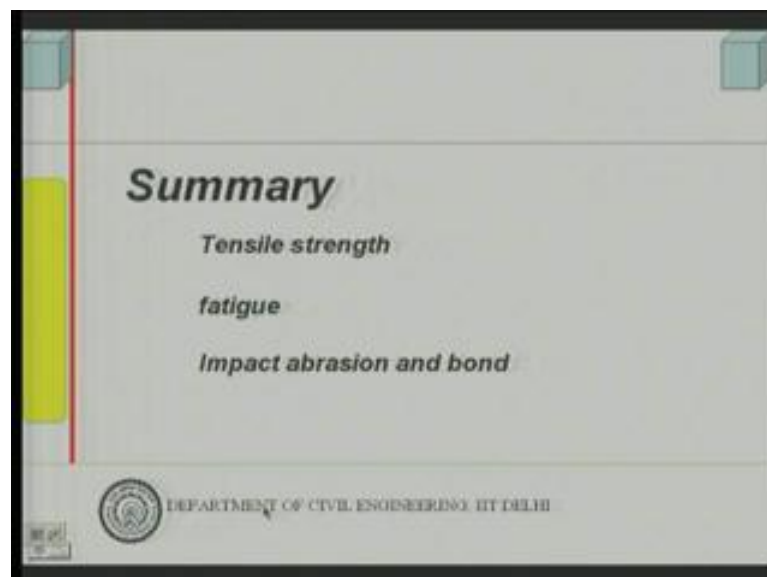 Summary
Tensile strength
fatigue
Impact abrasion and bond
DEPARTMENT OF CIVIL ENGINEERING, IIT DELHI